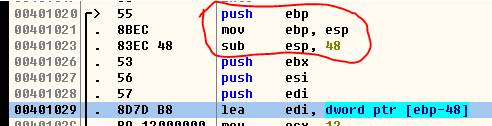 00401020 55 push ebp
00401021 . 8BEC mov ebp, esp
00401023 . 83EC 48 sub esp, 48
00401026 . 53 push ebx
00401027 . 56 push esi
00401028 . 57 push edi
00401029 . 8D7D B8 lea edi, dword ptr [ebp-48]